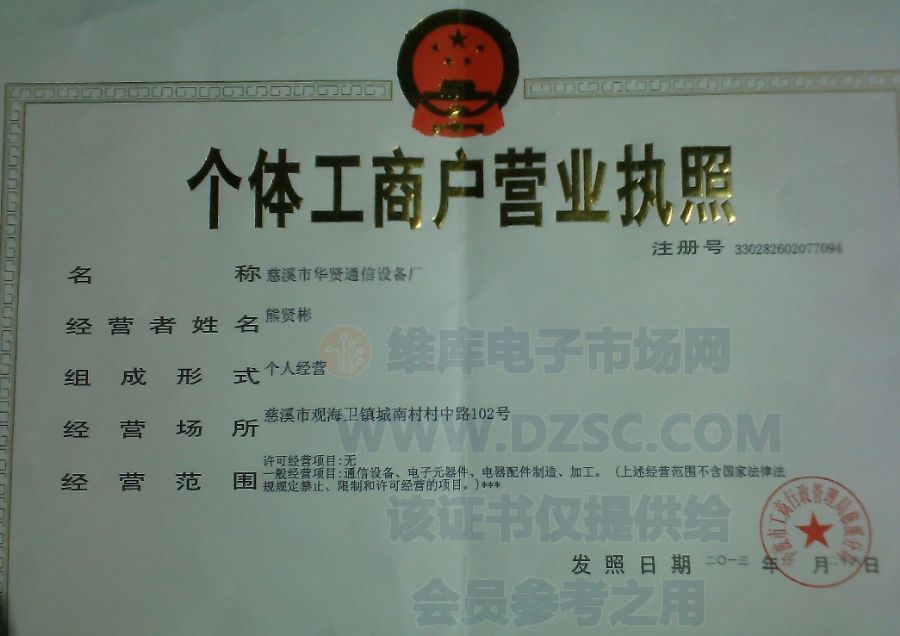 个体工商户营业执照
注册号 330282602077094
名称 慈溪市华贤通信设备厂
经营者姓名 熊贤彬
组成形式 个人经营
经营场所 慈溪市观海卫镇城南村村中路102号
经营范围 许可经营项目:无
一般经营项目:通信设备、电子元器件、电器配件制造、加工。(上述经营范围不含国家法律法
规规定禁止、限制和许可经营的项目。)***
发照日期 二〇一三 年 月 日
维库电子市场网
WWW.DZSC.COM
该证书仅提供给
会员参考之用